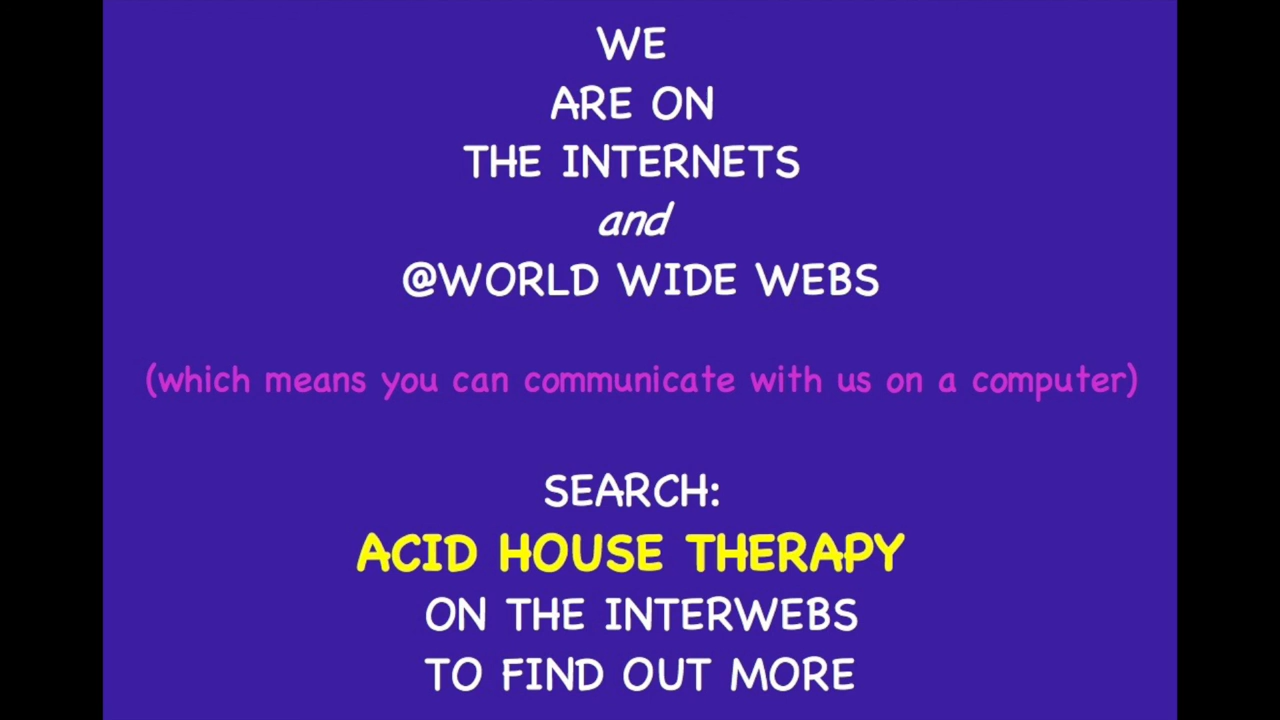 WE
ARE ON
THE INTERNETS
and
@WORLD WIDE WEBS
(which means you can communicate with us on a computer)
SEARCH:
ACID HOUSE THERAPY
ON THE INTERWEBS
TO FIND OUT MORE